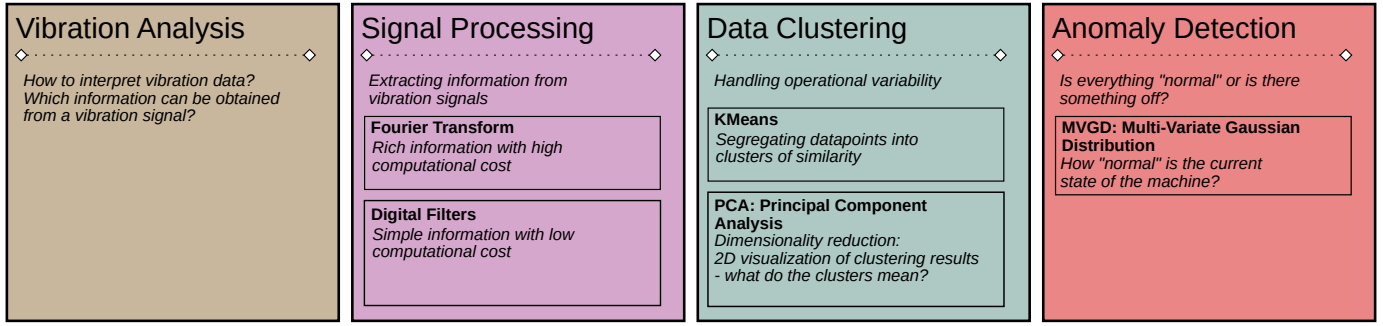 Vibration Analysis
How to interpret vibration data?
Which information can be obtained
from a vibration signal?
Signal Processing
Extracting information from
vibration signals
Fourier Transform
Rich information with high
computational cost
Digital Filters
Simple information with low
computational cost
Data Clustering
Handling operational variability
KMeans
Segregating datapoints into
clusters of similarity
PCA: Principal Component
Analysis
Dimensionality reduction:
2D visualization of clustering results
- what do the clusters mean?
Anomaly Detection
Is everything "normal" or is there
something off?
MVGD: Multi-Variate Gaussian
Distribution
How "normal" is the current
state of the machine?